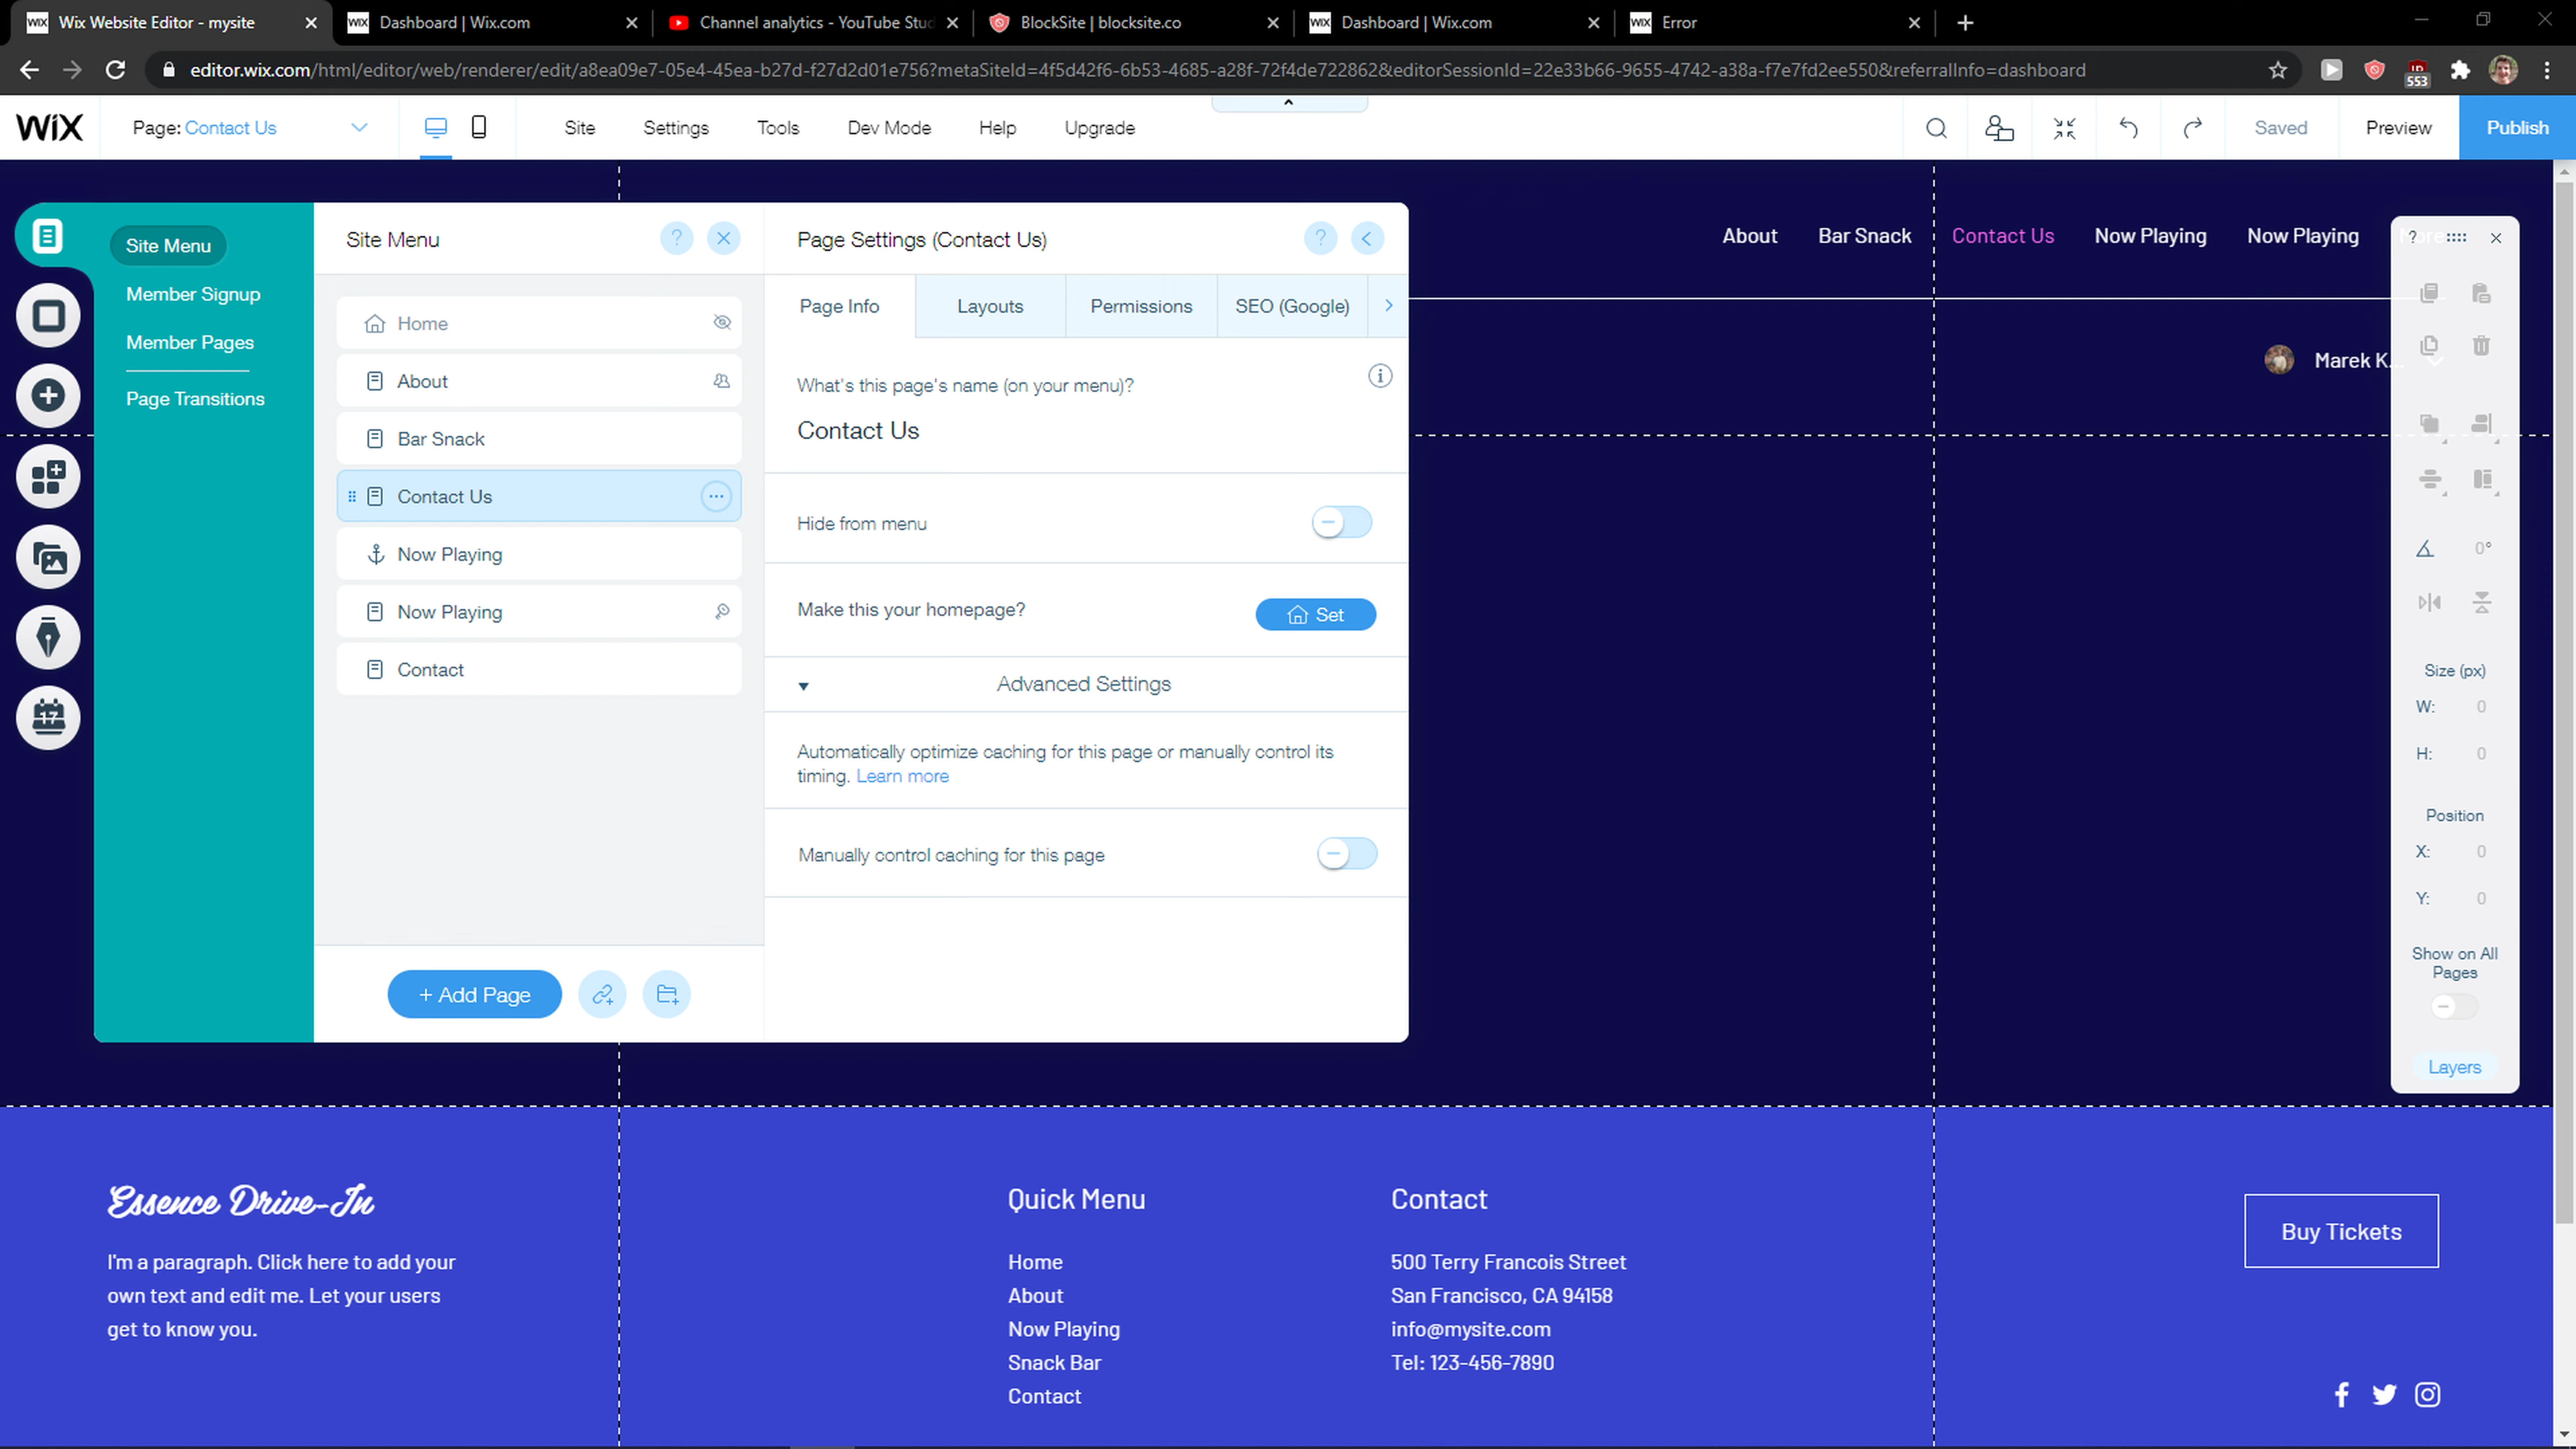 Wix Website Editor - mysite
Dashboard | Wix.com
Channel analytics - YouTube Stud
BlockSite | blocksite.co
Dashboard | Wix.com
Error
editor.wix.com/html/editor/web/renderer/edit/a8ea09e7-05e4-45ea-b27d-f27d2d01e756?metaSiteId=4f5d42f6-6b53-4685-a28f-72f4de722862&editorSessionId=22e33b66-9655-4742-a38a-f7e7fd2ee550&referralInfo=dashboard
553
WiX
Page: Contact Us
Site
Settings
Tools
Dev Mode
Help
Upgrade
Saved
Preview
Publish
Site Menu
Member Signup
Member Pages
Page Transitions
17
Site Menu
?
Home
About
Bar Snack
Contact Us
Now Playing
Now Playing
Contact
+ Add Page
Page Settings (Contact Us)
?
Page Info
Layouts
Permissions
SEO (Google)
What's this page's name (on your menu)?
Contact Us
Hide from menu
Make this your homepage?
Set
Advanced Settings
Automatically optimize caching for this page or manually control its
timing. Learn more
Manually control caching for this page
About
Bar Snack
Contact Us
Now Playing
Now Playing
More
Marek K...
?
0°
Size (px)
W: 0
H: 0
Position
X: 0
Y: 0
Show on All
Pages
Layers
Essence Drive-In
I'm a paragraph. Click here to add your
own text and edit me. Let your users
get to know you.
Quick Menu
Home
About
Now Playing
Snack Bar
Contact
Contact
500 Terry Francois Street
San Francisco, CA 94158
info@mysite.com
Tel: 123-456-7890
Buy Tickets